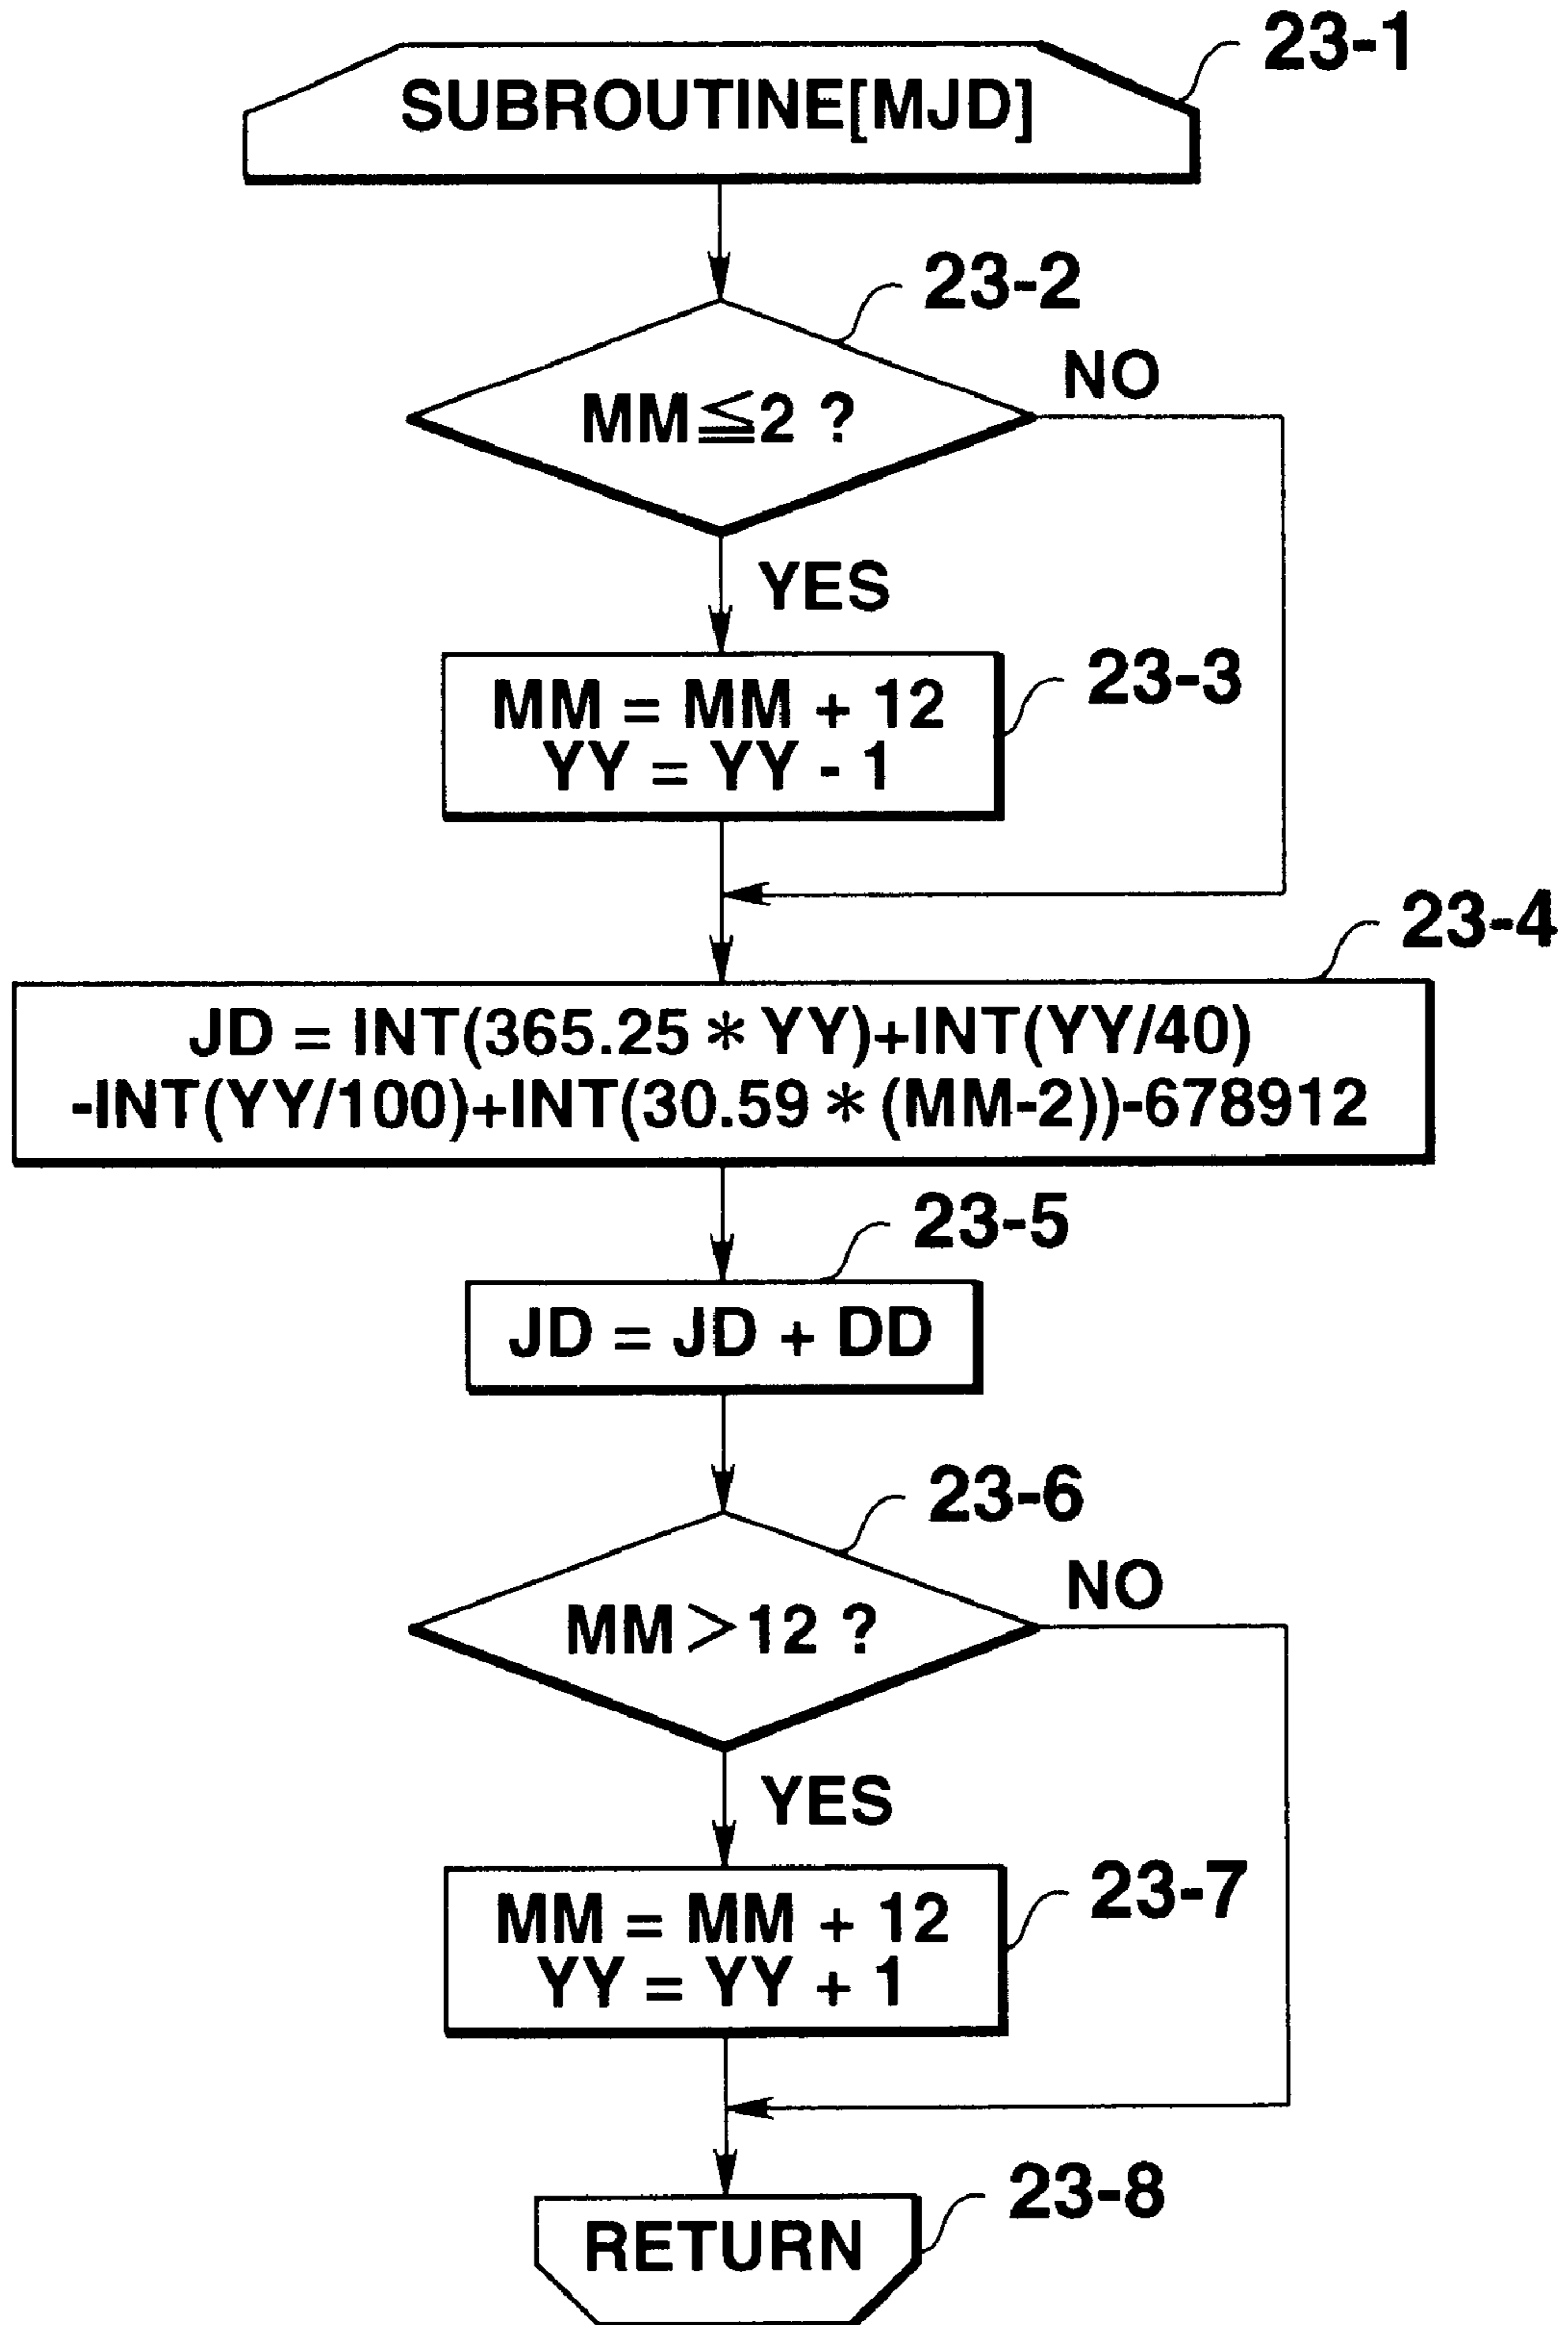 23-1
SUBROUTINE[MJD]
23-2
MM≦2 ?
NO
YES
23-3
MM = MM + 12
YY = YY - 1
23-4
JD = INT(365.25 * YY)+INT(YY/40)
-INT(YY/100)+INT(30.59 * (MM-2))-678912
23-5
JD = JD + DD
23-6
MM>12 ?
NO
YES
23-7
MM = MM + 12
YY = YY + 1
23-8
RETURN